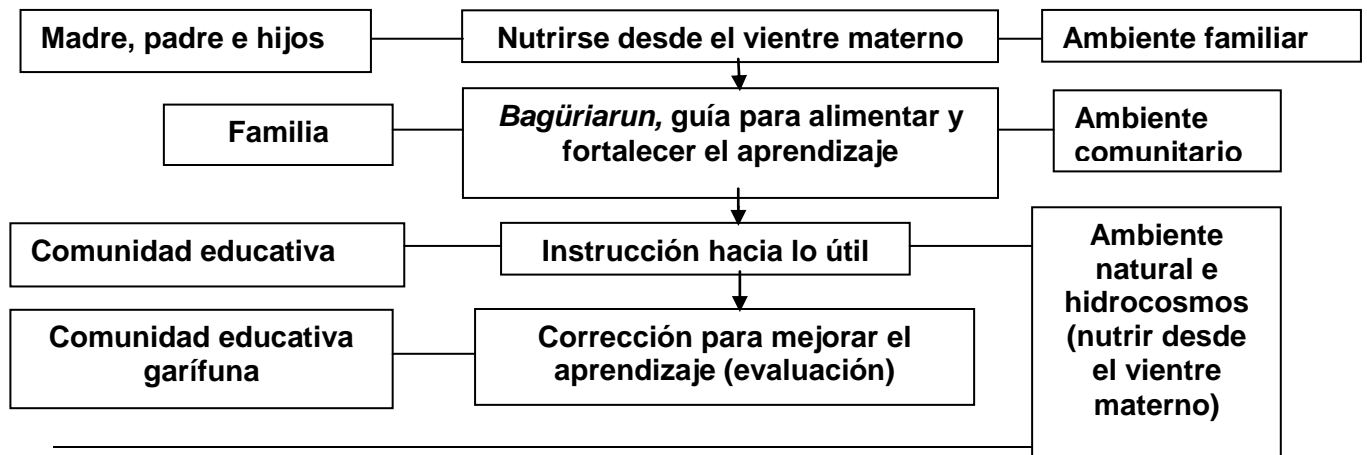 Madre, padre e hijos
Nutrirse desde el vientre materno
Ambiente familiar
Familia
Bagüriarun, guía para alimentar y
fortalecer el aprendizaje
Ambiente
comunitario
Comunidad educativa
Instrucción hacia lo útil
Ambiente
natural e
hidrocosmos
(nutrir desde
el vientre
materno)
Comunidad educativa
garífuna
Corrección para mejorar el
aprendizaje (evaluación)